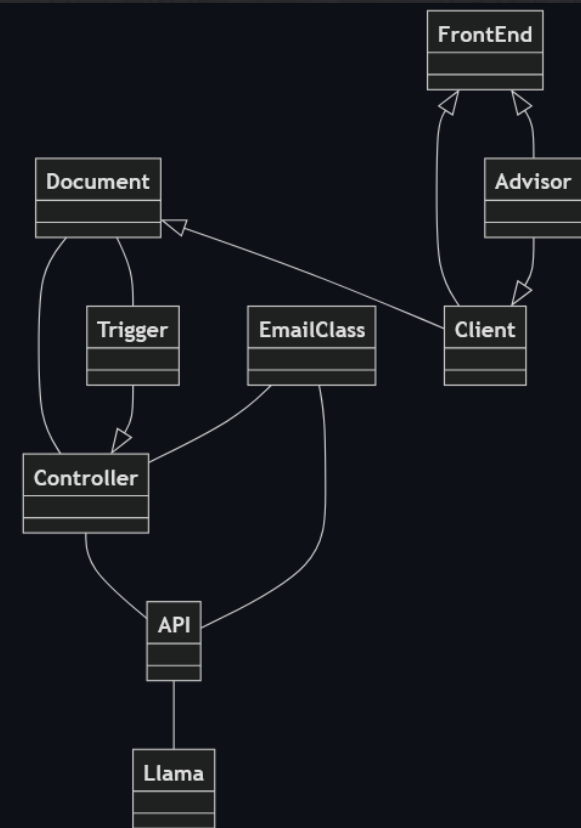 FrontEnd
Document
Advisor
Trigger
EmailClass
Client
Controller
API
Llama